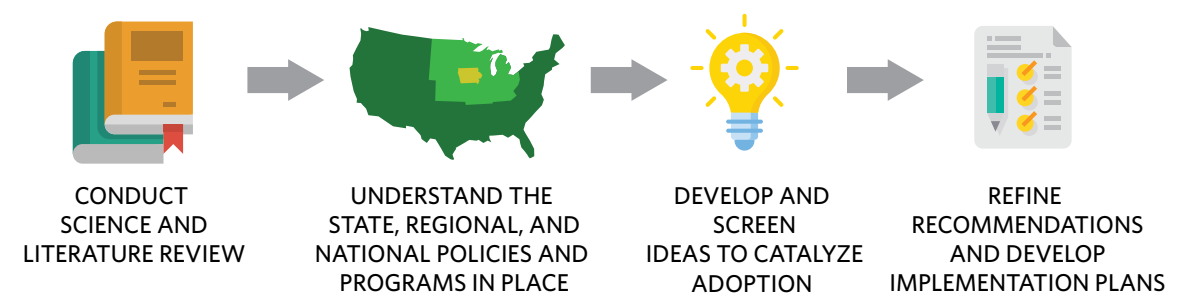 CONDUCT
SCIENCE AND
LITERATURE REVIEW
UNDERSTAND THE
STATE, REGIONAL, AND
NATIONAL POLICIES AND
PROGRAMS IN PLACE
DEVELOP AND
SCREEN
IDEAS TO CATALYZE
ADOPTION
REFINE
RECOMMENDATIONS
AND DEVELOP
IMPLEMENTATION PLANS